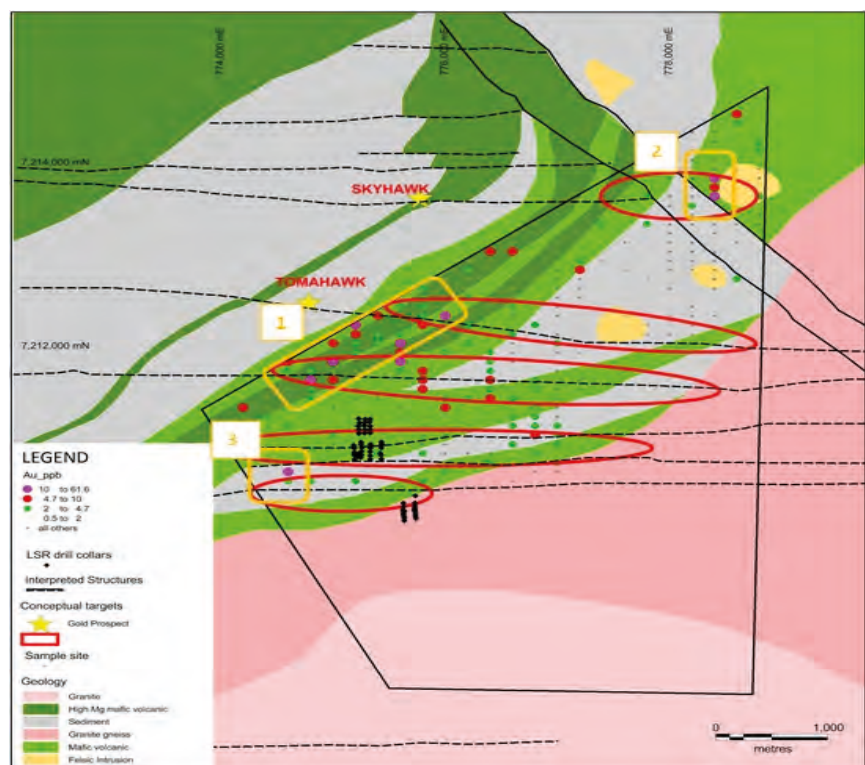 774,000 mE
776,000 mE
778,000 mE
7,214,000 mN
2
SKYHAWK
TOMAHAWK
1
7,212,000 mN
3
LEGEND
Au_ppb
10 to 61.6
4.7 to 10
2 to 4.7
0.5 to 2
all others
LSR drill collars
Interpreted Structures
Conceptual targets
Gold Prospect
Sample site
Geology
Granite
High Mg mafic volcanic
Sediment
Granite gneiss
Mafic volcanic
Felsic Intrusion
0 1,000
metres